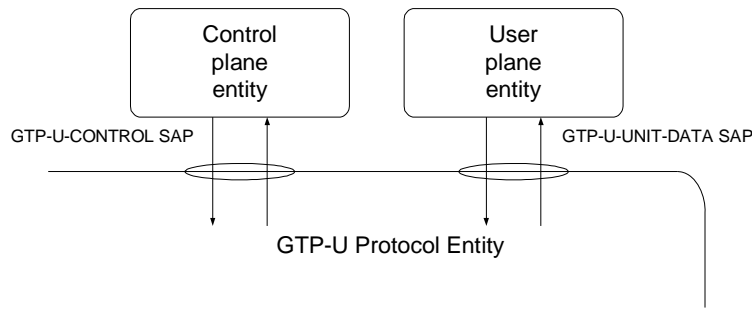 Control
plane
entity
User
plane
entity
GTP-U-CONTROL SAP
GTP-U-UNIT-DATA SAP
GTP-U Protocol Entity